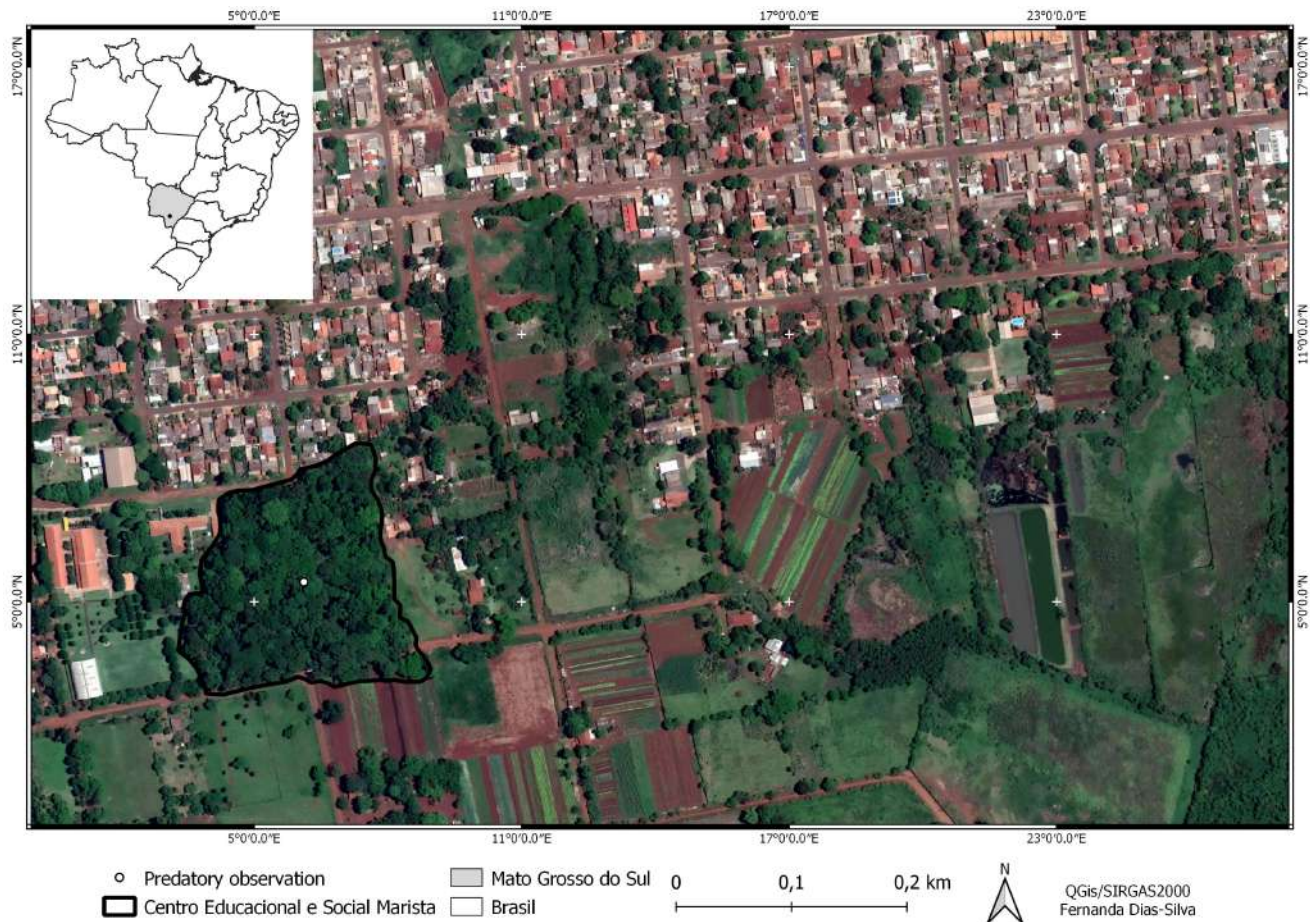 5°0'0.0"E 11°0'0.0"E 17°0'0.0"E 23°0'0.0"E
17°0'0.0"N 17°0'0.0"N
11°0'0.0"N 11°0'0.0"N
5°0'0.0"N 5°0'0.0"N
5°0'0.0"E 11°0'0.0"E 17°0'0.0"E 23°0'0.0"E
Predatory observation
Centro Educacional e Social Marista
Mato Grosso do Sul
Brasil
0 0,1 0,2 km
N
QGis/SIRGAS2000
Fernanda Dias-Silva